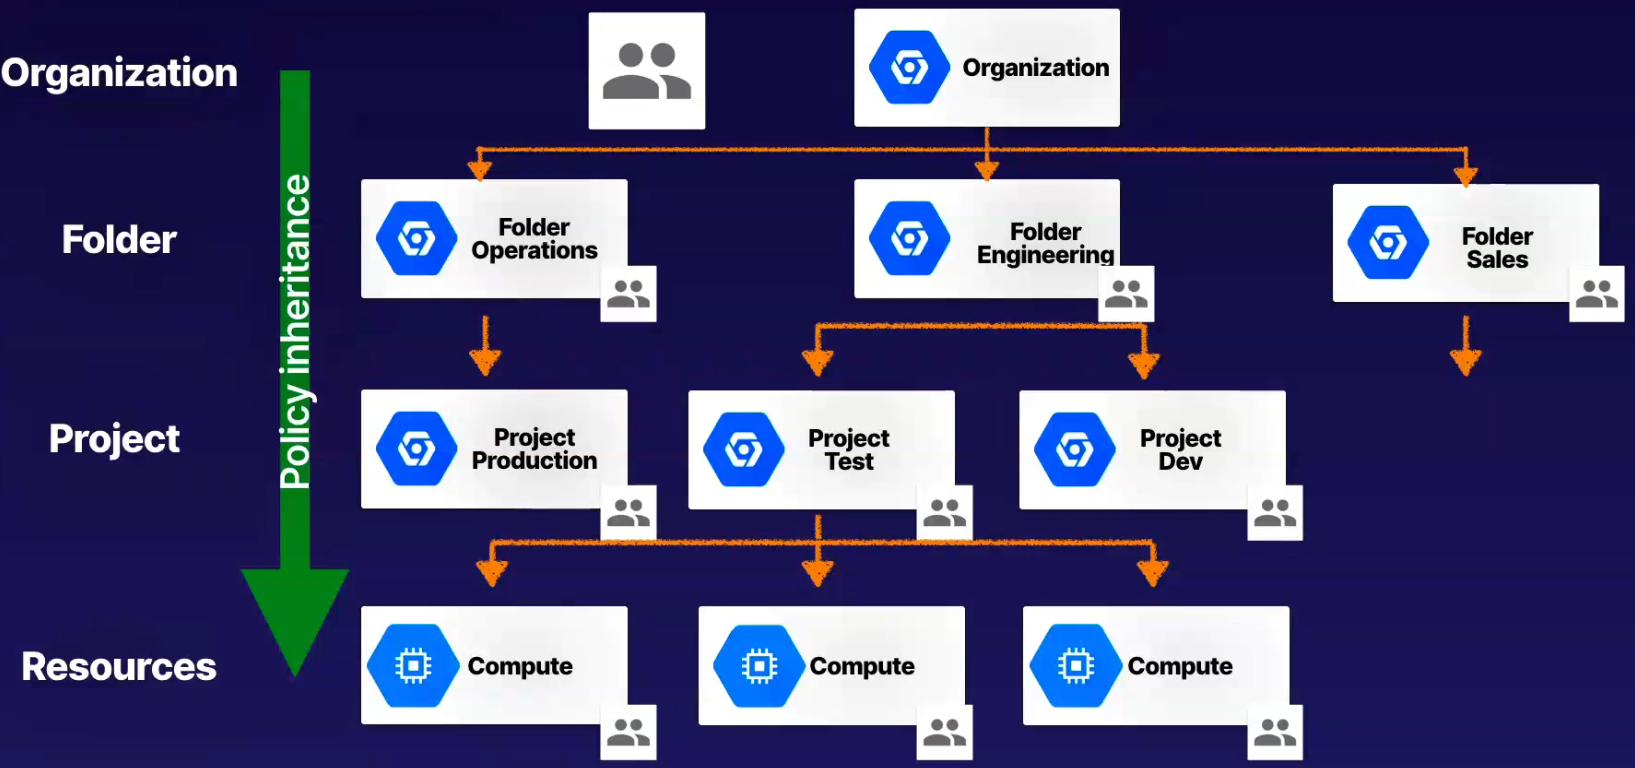 Organization
Organization
Policy inheritance
Folder
Folder
Operations
Folder
Engineering
Folder
Sales
Project
Project
Production
Project
Test
Project
Dev
Resources
Compute
Compute
Compute